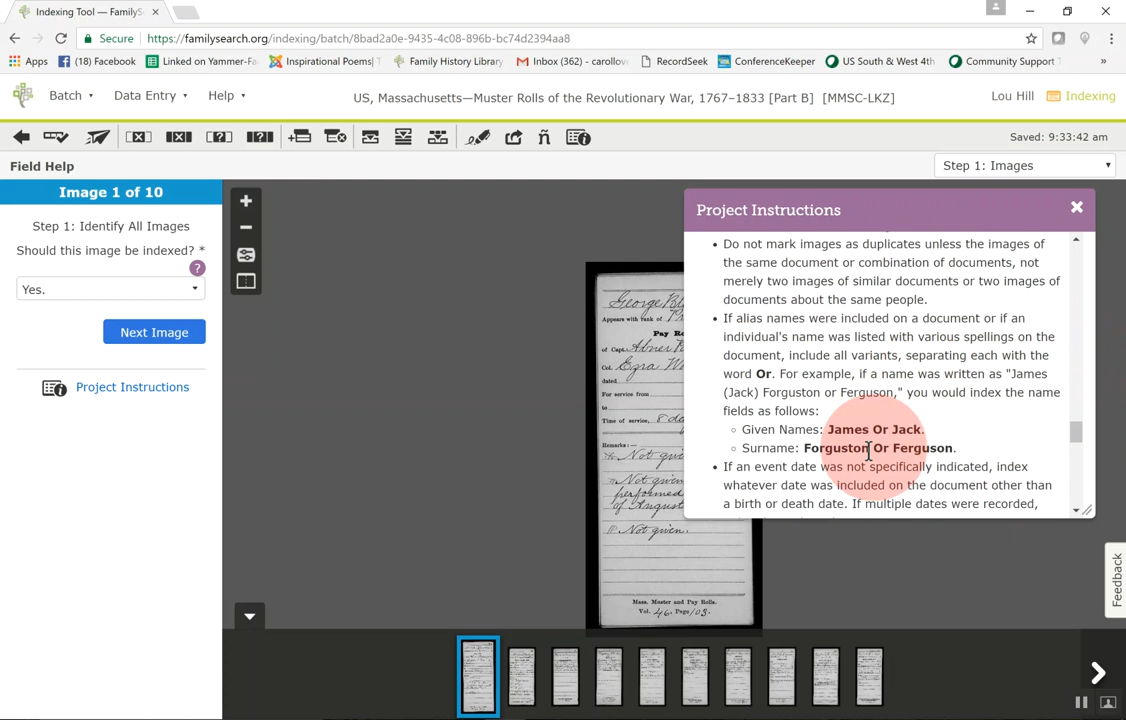 Indexing Tool — FamilyS
Secure
https://familysearch.org/indexing/batch/8bad2a0e-9435-4c08-896b-bc74d2394aa8
Apps
(18) Facebook
Linked on Yammer-Fa
Inspirational Poems| T
Family History Library
Inbox (362) - carollov
RecordSeek
ConferenceKeeper
US South & West 4th
Community Support T
»
Batch
Data Entry
Help
US, Massachusetts—Muster Rolls of the Revolutionary War, 1767–1833 [Part B] [MMSC-LKZ]
Lou Hill
Indexing
Saved: 9:33:42 am
Field Help
Step 1: Images
Image 1 of 10
Step 1: Identify All Images
Should this image be indexed? *
?
Yes.
Next Image
Project Instructions
Project Instructions
• Do not mark images as duplicates unless the images of
the same document or combination of documents, not
merely two images of similar documents or two images of
documents about the same people.
• If alias names were included on a document or if an
individual's name was listed with various spellings on the
document, include all variants, separating each with the
word Or. For example, if a name was written as "James
(Jack) Forguston or Ferguson," you would index the name
fields as follows:
Given Names: James Or Jack.
Surname: Forguston Or Ferguson.
• If an event date was not specifically indicated, index
whatever date was included on the document other than
a birth or death date. If multiple dates were recorded,
George
Appears with rank of
Pay Ro
of Capt. Abner
Col. Ezra
dated
For service from
to
Time of service, 8 d
Remarks:—
Not given
Not given
performed
of August
Not given.
Mass. Muster and Pay Rolls.
Vol. 46. Page 103.
Feedback